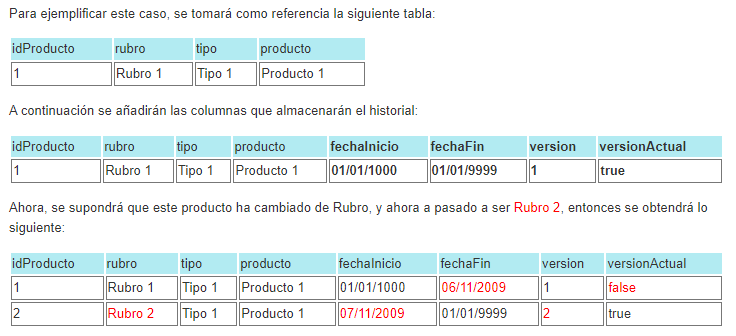 Para ejemplificar este caso, se tomará como referencia la siguiente tabla:
idProducto rubro tipo producto
1 Rubro 1 Tipo 1 Producto 1
A continuación se añadirán las columnas que almacenarán el historial:
idProducto rubro tipo producto fechaInicio fechaFin version versionActual
1 Rubro 1 Tipo 1 Producto 1 01/01/1000 01/01/9999 1 true
Ahora, se supondrá que este producto ha cambiado de Rubro, y ahora a pasado a ser Rubro 2, entonces se obtendrá lo
siguiente:
idProducto rubro tipo producto fechaInicio fechaFin version versionActual
1 Rubro 1 Tipo 1 Producto 1 01/01/1000 06/11/2009 1 false
2 Rubro 2 Tipo 1 Producto 1 07/11/2009 01/01/9999 2 true